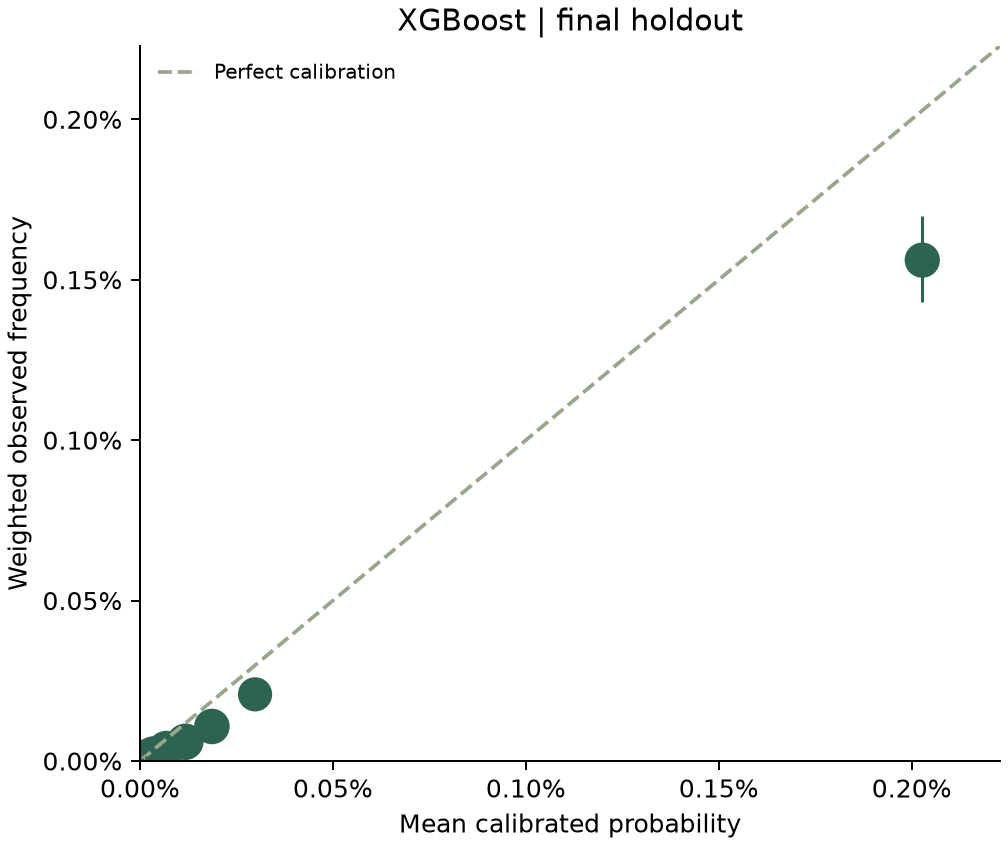 XGBoost | final holdout
Perfect calibration
0.20%
0.15%
0.10%
0.05%
0.00%
Weighted observed frequency
0.00%
0.05%
0.10%
0.15%
0.20%
Mean calibrated probability